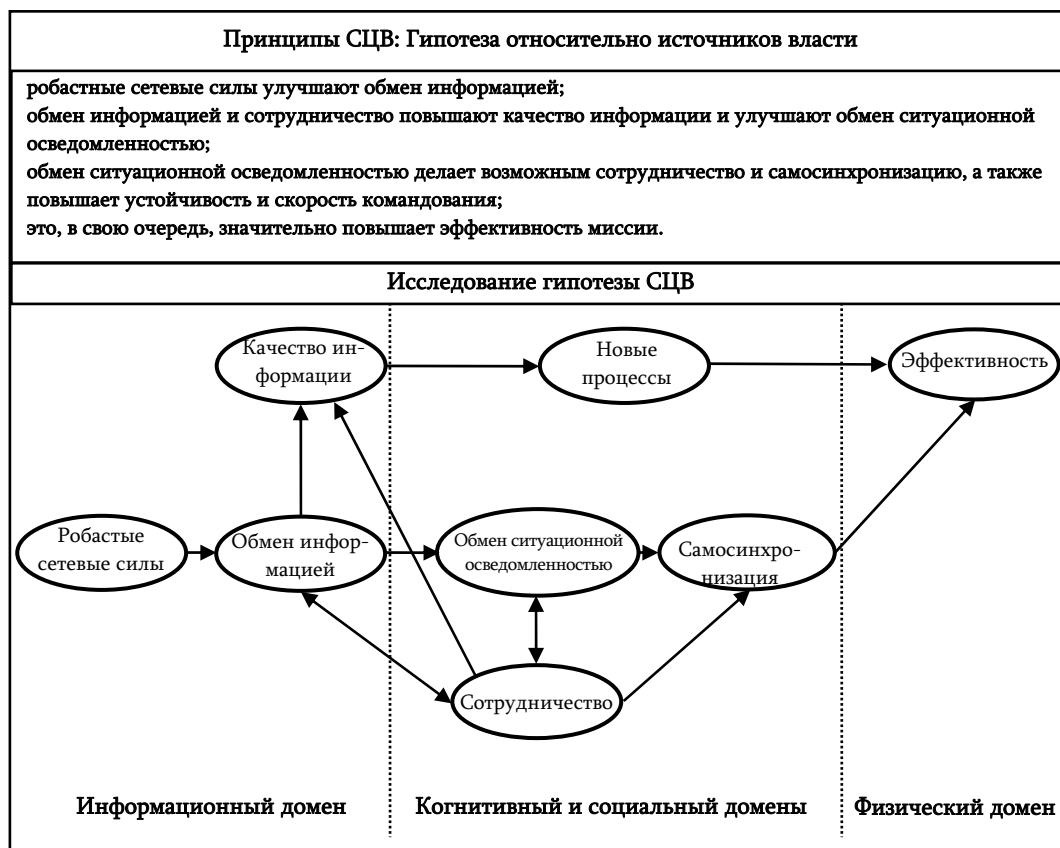 Принципы СЦВ: Гипотеза относительно источников власти
робастные сетевые силы улучшают обмен информацией;
обмен информацией и сотрудничество повышают качество информации и улучшают обмен ситуационной
осведомленностью;
обмен ситуационной осведомленностью делает возможным сотрудничество и самосинхронизацию, а также
повышает устойчивость и скорость командования;
это, в свою очередь, значительно повышает эффективность миссии.
Исследование гипотезы СЦВ
Качество ин-
формации
Новые
процессы
Эффективность
Робастые
сетевые силы
Обмен инфор-
мацией
Обмен ситуационной
осведомленностью
Самосинхро-
низация
Сотрудничество
Информационный домен
Когнитивный и социальный домены
Физический домен